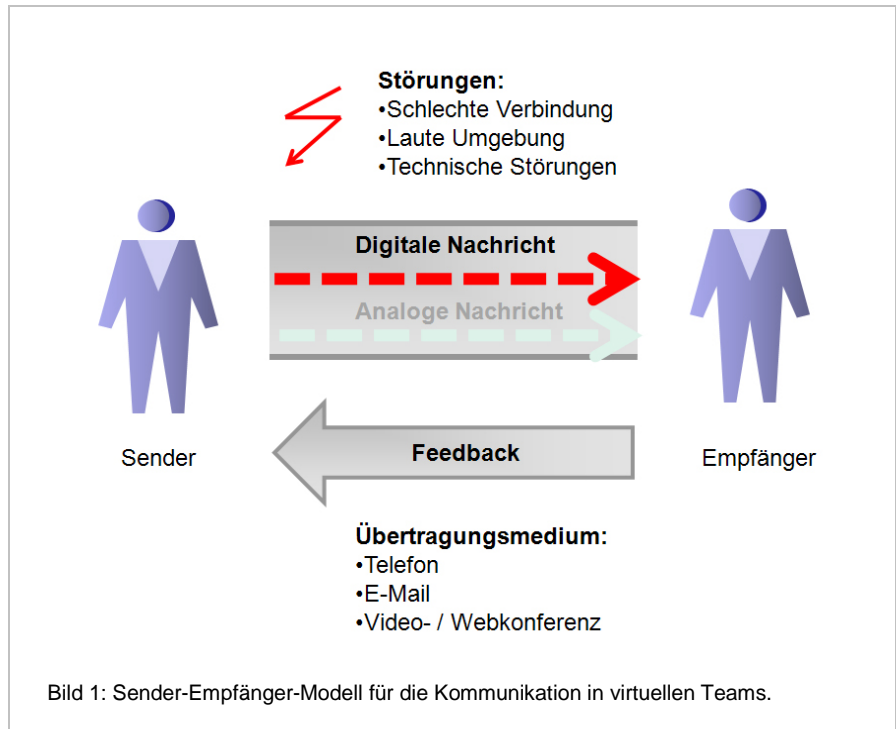 Störungen:
•Schlechte Verbindung
•Laute Umgebung
•Technische Störungen
Digitale Nachricht
Analoge Nachricht
Sender
Feedback
Empfänger
Übertragungsmedium:
•Telefon
•E-Mail
•Video- / Webkonferenz
Bild 1: Sender-Empfänger-Modell für die Kommunikation in virtuellen Teams.